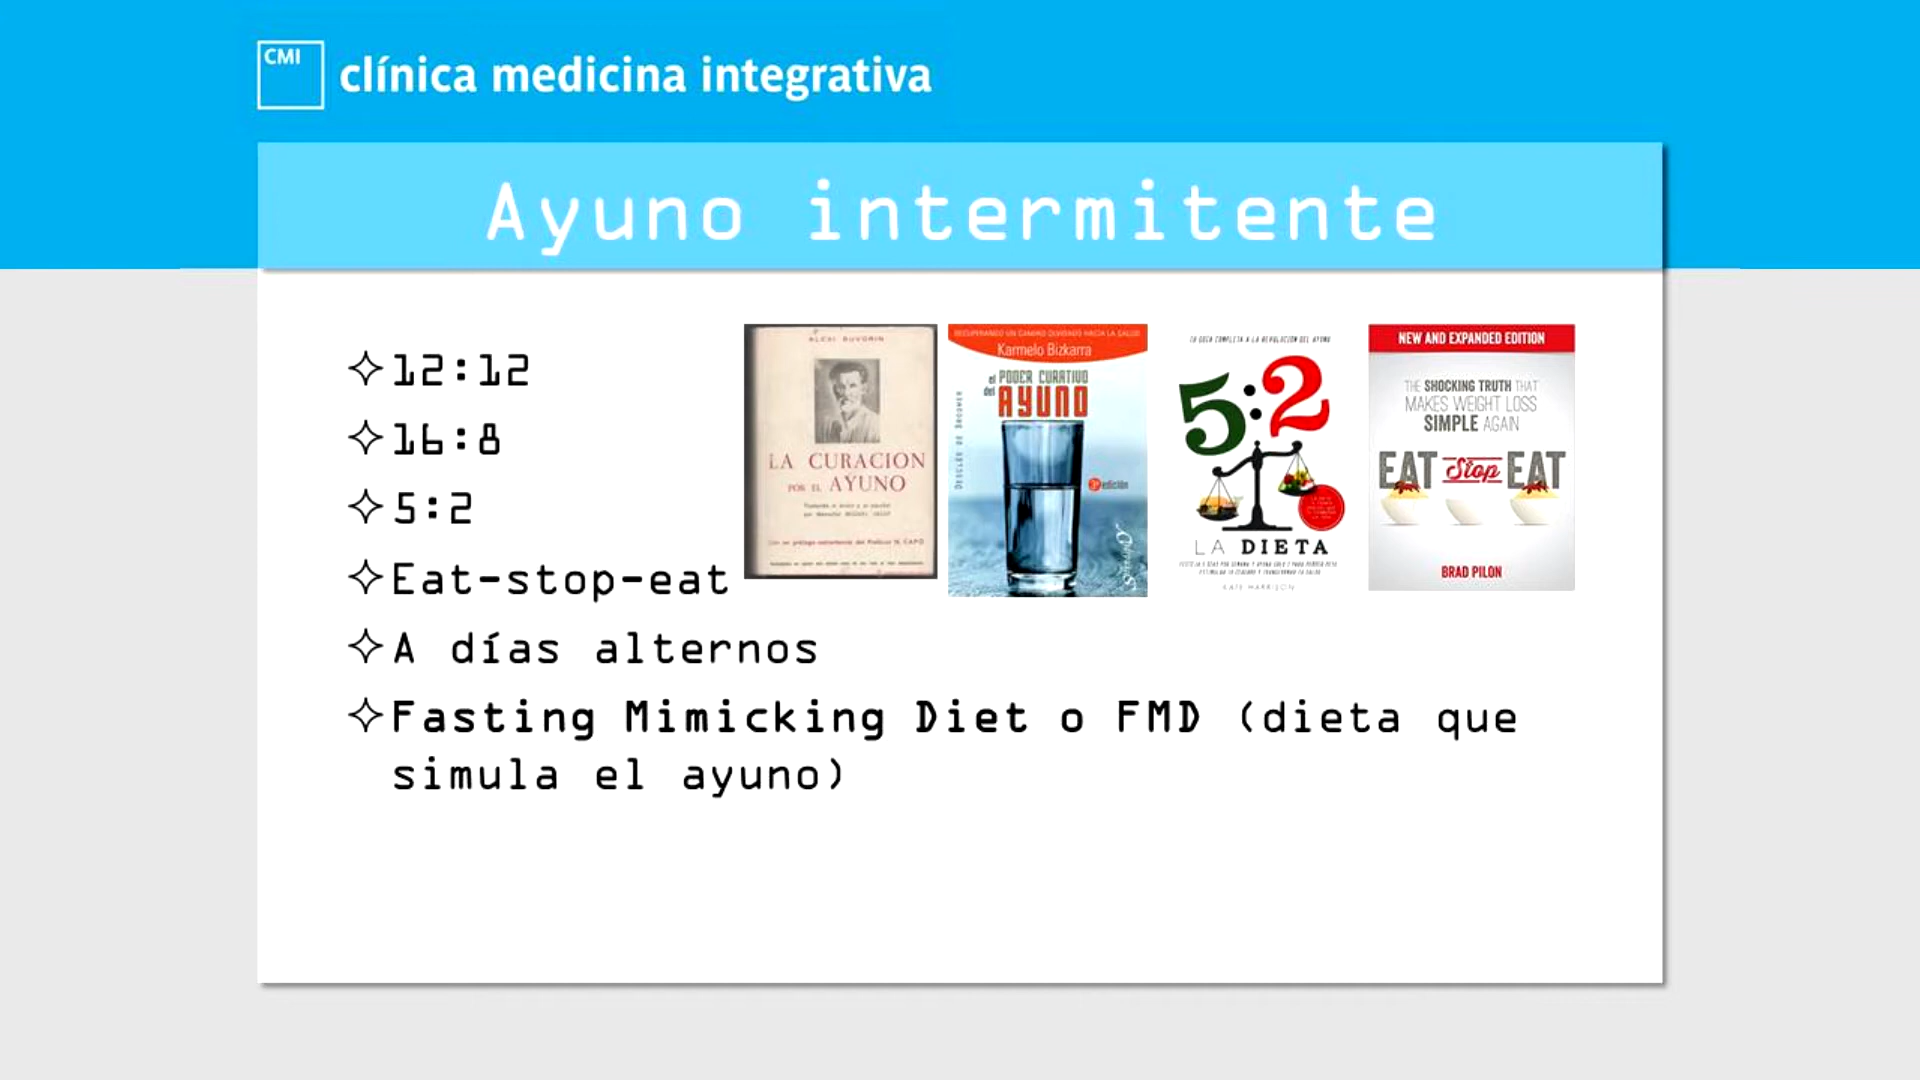 CMI
clínica medicina integrativa
Ayuno intermitente
12:12
16:8
5:2
Eat-stop-eat
A días alternos
Fasting Mimicking Diet o FMD (dieta que
simula el ayuno)
ALEXI SUVORIN
LA CURACION
POR EL AYUNO
RECUPERANDO UN CAMINO OLVIDADO HACIA LA SALUD
Karmelo Bizkarra
el PODER CURATIVO
del AYUNO
3ª edición
DESCLÉE DE BROUWER
TU GUÍA COMPLETA A LA REVOLUCIÓN DEL AYUNO
5:2
LA DIETA
KATE HARRISON
NEW AND EXPANDED EDITION
THE SHOCKING TRUTH THAT
MAKES WEIGHT LOSS
SIMPLE AGAIN
EAT Stop EAT
BRAD PILON